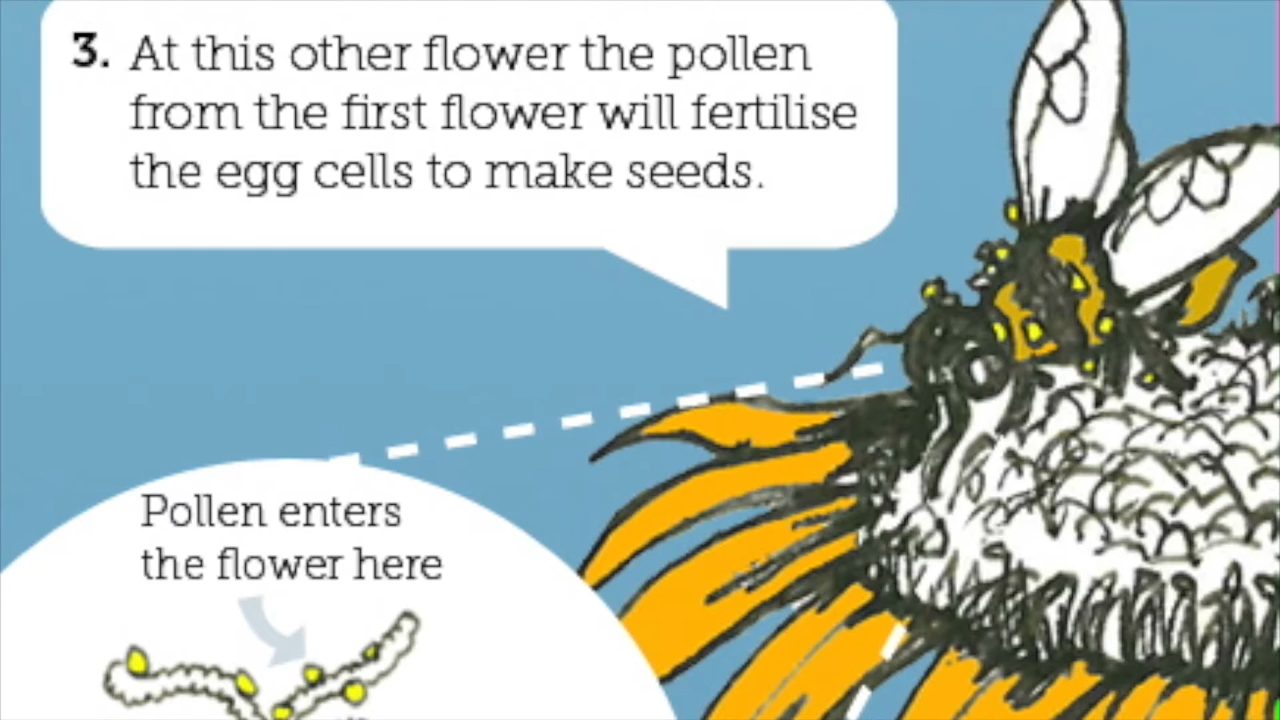 3. At this other flower the pollen
from the first flower will fertilise
the egg cells to make seeds.
Pollen enters
the flower here